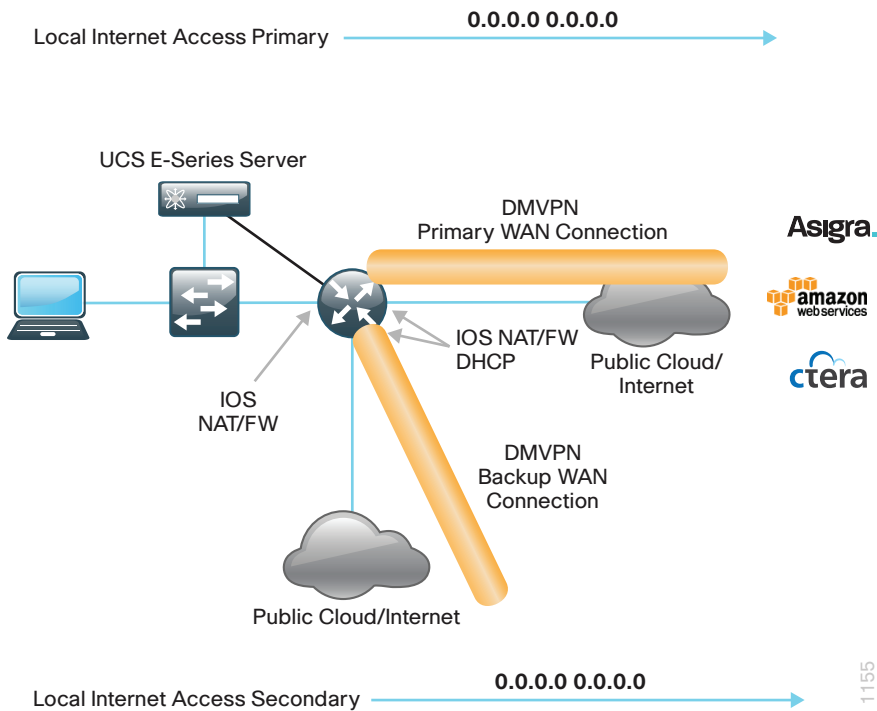 0.0.0.0 0.0.0.0
Local Internet Access Primary
UCS E-Series Server
DMVPN
Primary WAN Connection
Asigra.
amazon
web services
IOS NAT/FW
DHCP
Public Cloud/
Internet
ctera
IOS
NAT/FW
DMVPN
Backup WAN
Connection
Public Cloud/Internet
0.0.0.0 0.0.0.0
Local Internet Access Secondary
1155